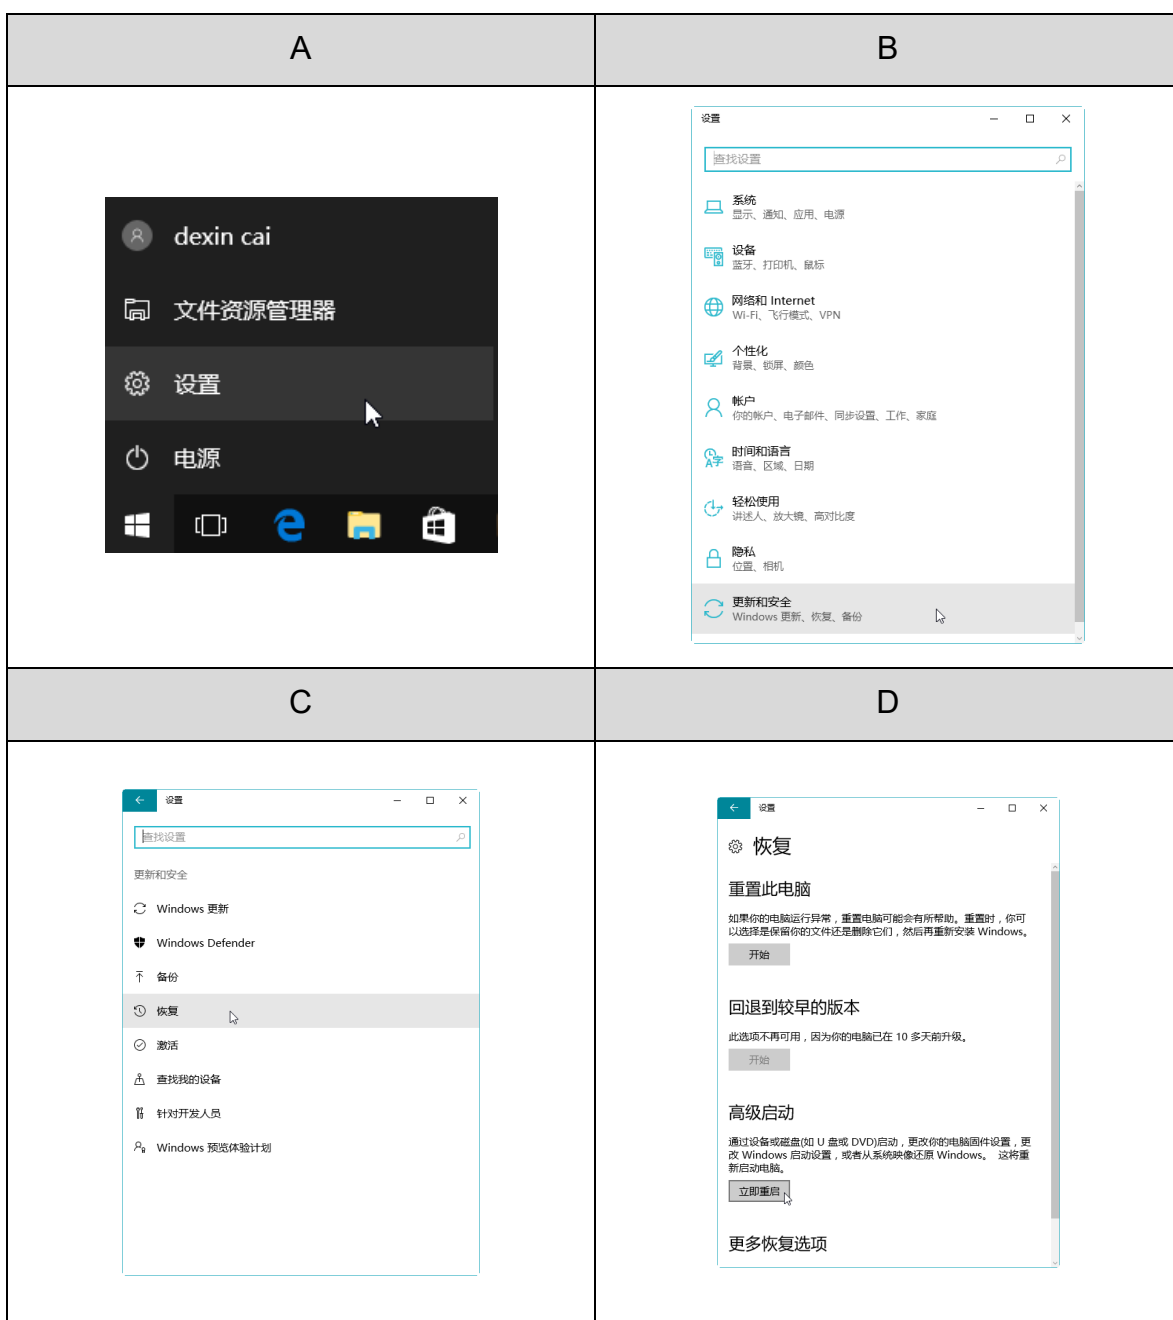 A
B
dexin cai
文件资源管理器
设置
电源
设置
查找设置
系统
显示、通知、应用、电源
设备
蓝牙、打印机、鼠标
网络和 Internet
Wi-Fi、飞行模式、VPN
个性化
背景、锁屏、颜色
帐户
你的帐户、电子邮件、同步设置、工作、家庭
时间和语言
语音、区域、日期
轻松使用
讲述人、放大镜、高对比度
隐私
位置、相机
更新和安全
Windows 更新、恢复、备份
C
D
设置
查找设置
更新和安全
Windows 更新
Windows Defender
备份
恢复
激活
查找我的设备
针对开发人员
Windows 预览体验计划
设置
恢复
重置此电脑
如果你的电脑运行异常，重置电脑可能会有所帮助。重置时，你可
以选择是保留你的文件还是删除它们，然后再重新安装 Windows。
开始
回退到较早的版本
此选项不再可用，因为你的电脑已在 10 多天前升级。
开始
高级启动
通过设备或磁盘(如 U 盘或 DVD)启动，更改你的电脑固件设置，更
改 Windows 启动设置，或者从系统映像还原 Windows。 这将重
新启动电脑。
立即重启
更多恢复选项